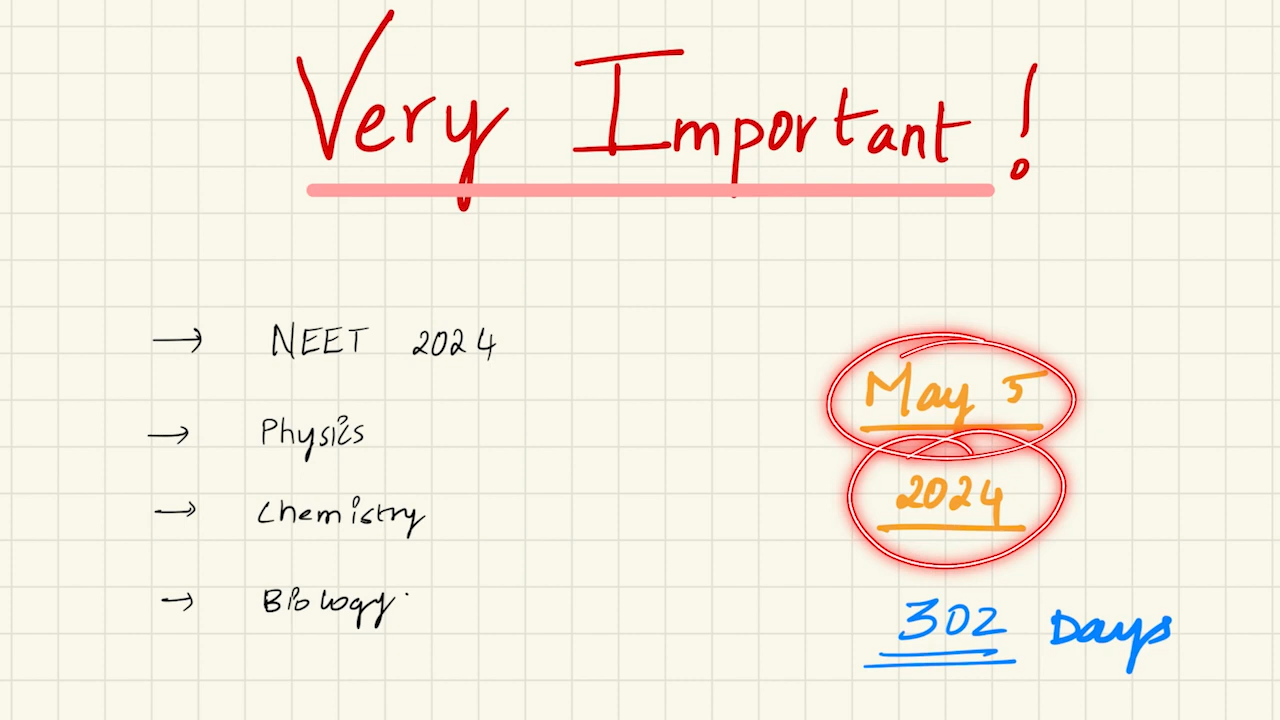 Very Important!
→ NEET 2024
→ Physics
→ Chemistry
→ Biology.
May 5
2024
302 Days